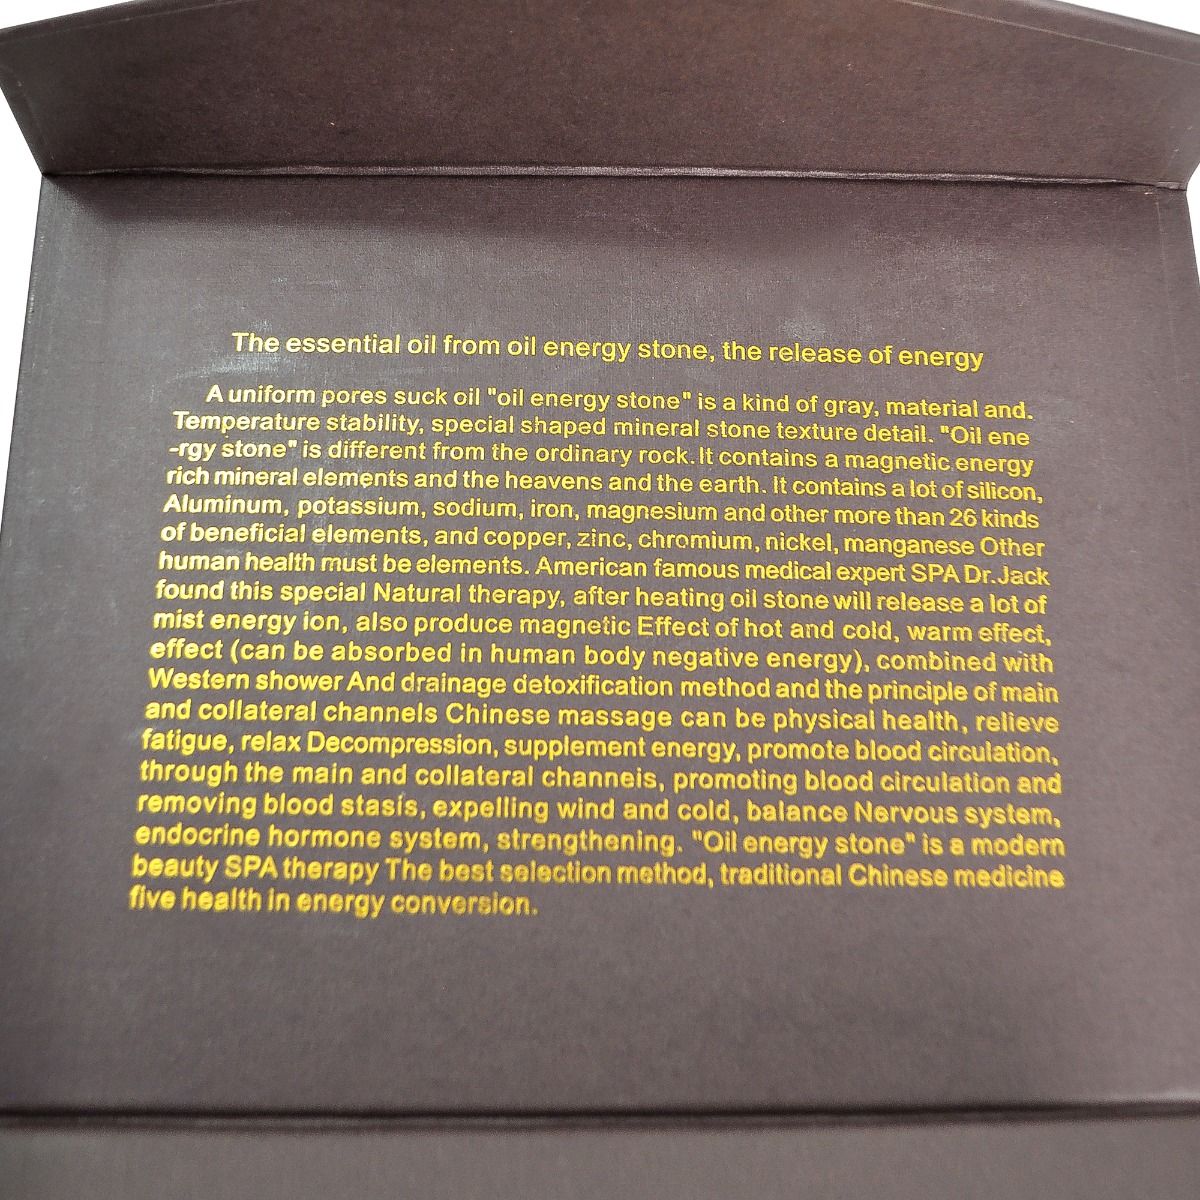 The essential oil from oil energy stone, the release of energy
A uniform pores suck oil "oil energy stone" is a kind of gray, material and.
Temperature stability, special shaped mineral stone texture detail. "Oil ene
-rgy stone" is different from the ordinary rock. It contains a magnetic energy
rich mineral elements and the heavens and the earth. It contains a lot of silicon,
Aluminum, potassium, sodium, iron, magnesium and other more than 26 kinds
of beneficial elements, and copper, zinc, chromium, nickel, manganese Other
human health must be elements. American famous medical expert SPA Dr.Jack
found this special Natural therapy, after heating oil stone will release a lot of
mist energy ion, also produce magnetic Effect of hot and cold, warm effect,
effect (can be absorbed in human body negative energy), combined with
Western shower And drainage detoxification method and the principle of main
and collateral channels Chinese massage can be physical health, relieve
fatigue, relax Decompression, supplement energy, promote blood circulation,
through the main and collateral channeis, promoting blood circulation and
removing blood stasis, expelling wind and cold, balance Nervous system,
endocrine hormone system, strengthening. "Oil energy stone" is a modern
beauty SPA therapy The best selection method, traditional Chinese medicine
five health in energy conversion.